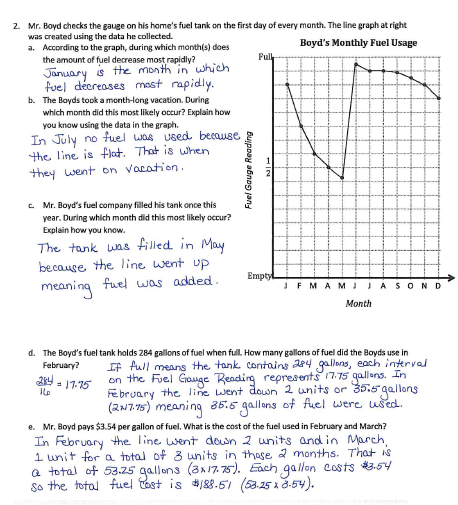 2. Mr. Boyd checks the gauge on his home's fuel tank on the first day of every month. The line graph at right
was created using the data he collected.
a. According to the graph, during which month(s) does
the amount of fuel decrease most rapidly?
January is the month in which
fuel decreases most rapidly.
b. The Boyds took a month-long vacation. During
which month did this most likely occur? Explain how
you know using the data in the graph.
In July no fuel was used because
the line is flat. That is when
they went on vacation.
c. Mr. Boyd's fuel company filled his tank once this
year. During which month did this most likely occur?
Explain how you know.
The tank was filled in May
because the line went up
meaning fuel was added.
Boyd's Monthly Fuel Usage
Full
Fuel Gauge Reading
1
2
Empty
J F M A M J J A S O N D
Month
d. The Boyd's fuel tank holds 284 gallons of fuel when full. How many gallons of fuel did the Boyds use in
February?
284
16
= 17.75
If full means the tank contains 284 gallons, each interval
on the Fuel Gauge Reading represents 17.75 gallons. In
February the line went down 2 units or 35.5 gallons
(2x17.75) meaning 35.5 gallons of fuel were used.
e. Mr. Boyd pays $3.54 per gallon of fuel. What is the cost of the fuel used in February and March?
In February the line went down 2 units and in March,
1 unit for a total of 3 units in these 2 months. That is
a total of 53.25 gallons (3x17.75). Each gallon costs $3.54
so the total fuel cost is $188.51 (53.25 x 3.54).